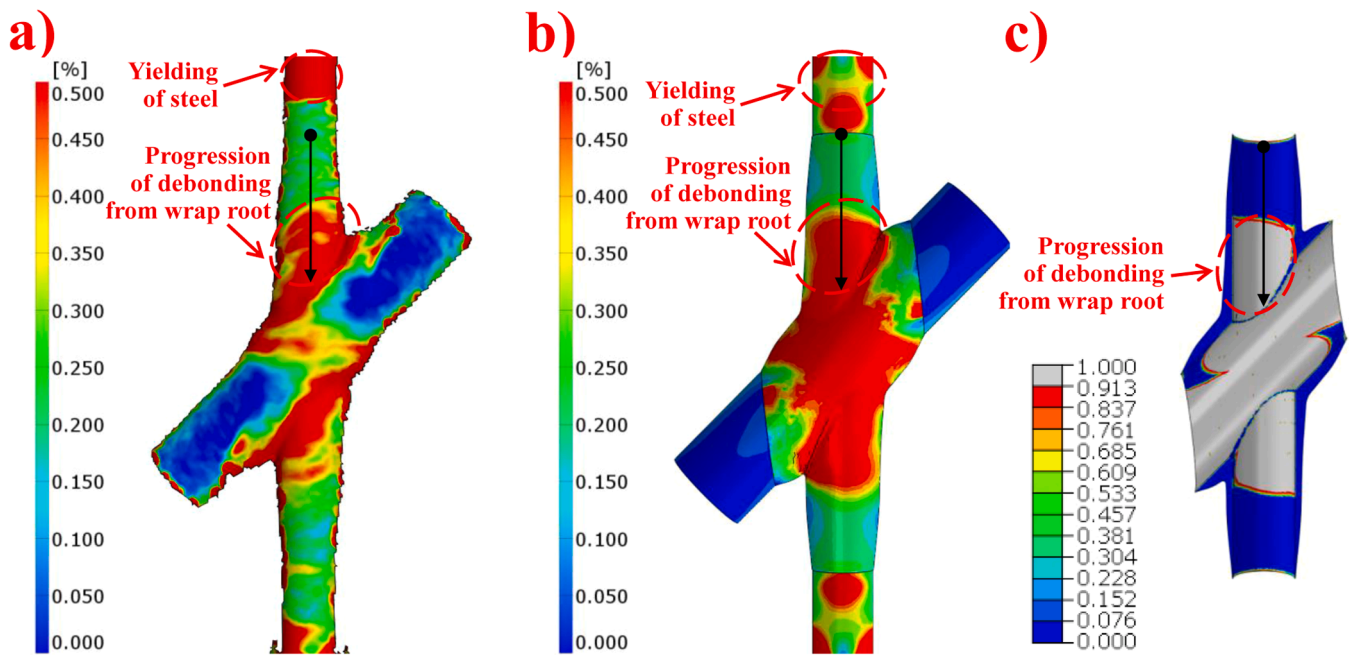 a)
[%]
0.500
0.450
0.400
0.350
0.300
0.250
0.200
0.150
0.100
0.050
0.000
Yielding
of steel
Progression
of debonding
from wrap root
b)
[%]
0.500
0.450
0.400
0.350
0.300
0.250
0.200
0.150
0.100
0.050
0.000
Yielding
of steel
Progression
of debonding
from wrap root
c)
Progression
of debonding
from wrap root
1.000
0.913
0.837
0.761
0.685
0.609
0.533
0.457
0.381
0.304
0.228
0.152
0.076
0.000